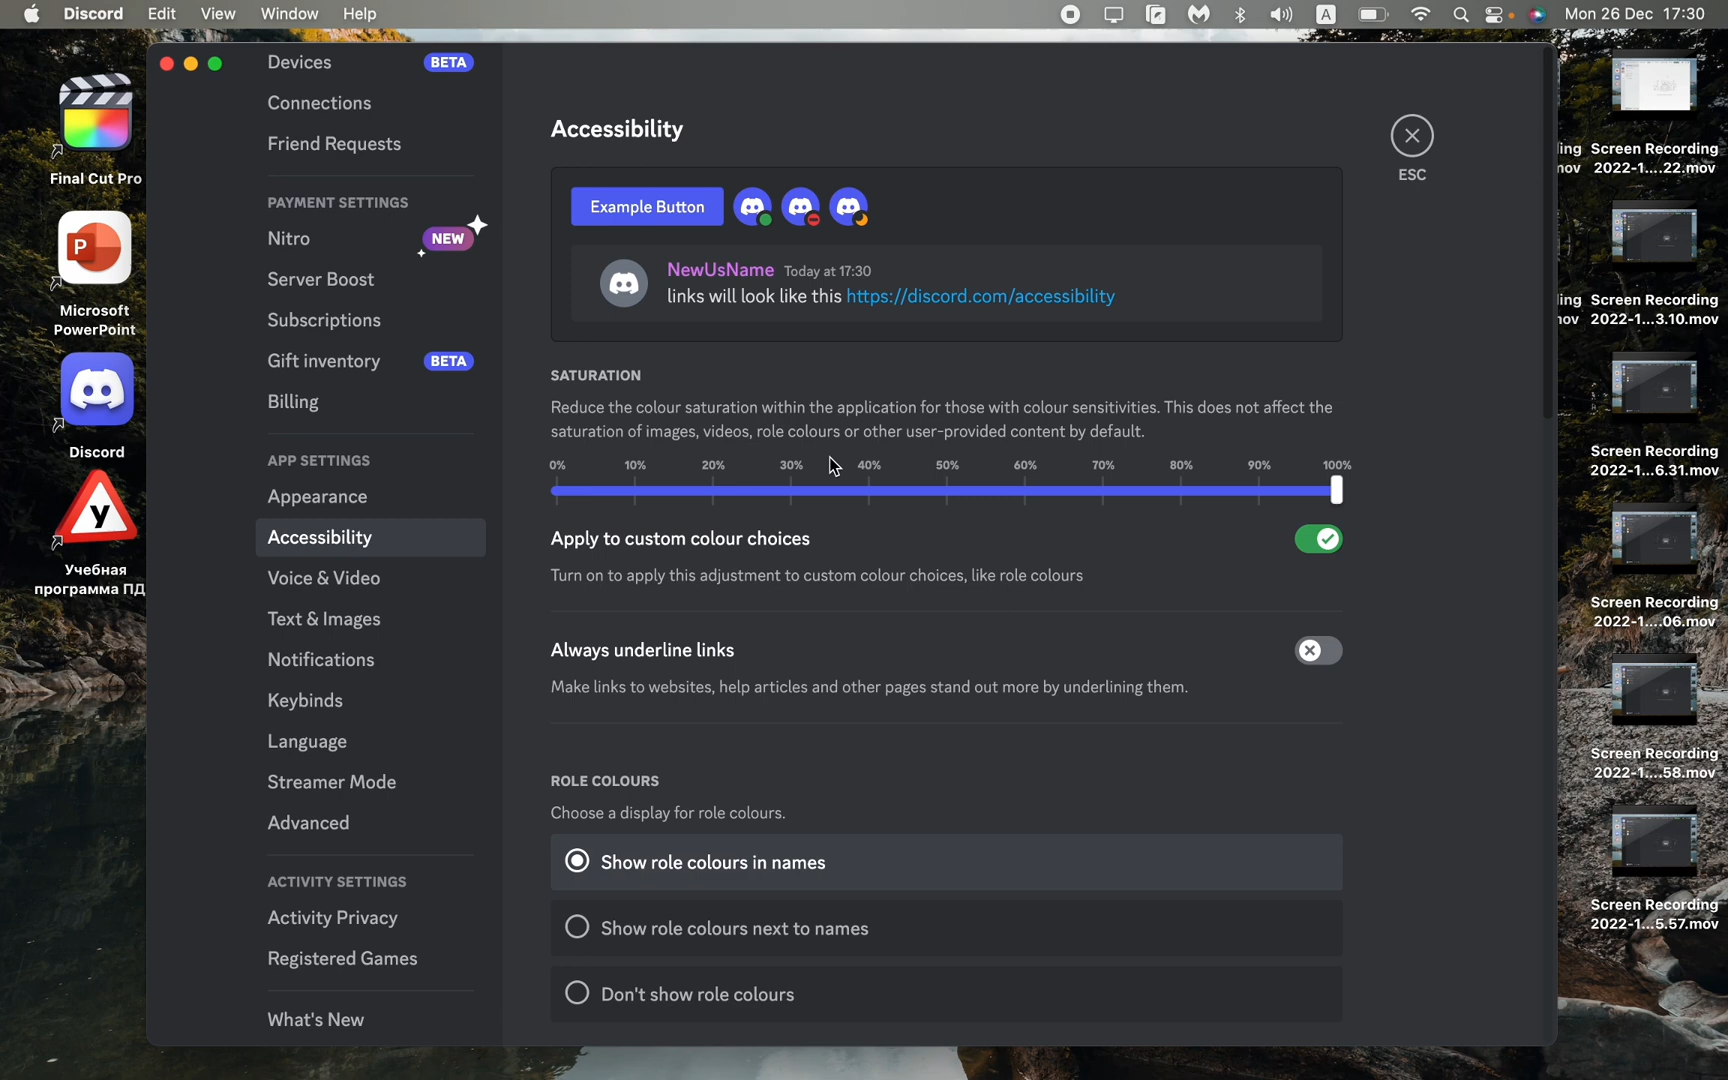 Discord Edit View Window Help
A
Mon 26 Dec 17:30
Final Cut Pro
P
Microsoft
PowerPoint
Discord
У
Учебная
программа ПД
Devices BETA
Connections
Friend Requests
PAYMENT SETTINGS
Nitro NEW
Server Boost
Subscriptions
Gift inventory BETA
Billing
APP SETTINGS
Appearance
Accessibility
Voice & Video
Text & Images
Notifications
Keybinds
Language
Streamer Mode
Advanced
ACTIVITY SETTINGS
Activity Privacy
Registered Games
What's New
Accessibility
ESC
Example Button
NewUsName Today at 17:30
links will look like this https://discord.com/accessibility
SATURATION
Reduce the colour saturation within the application for those with colour sensitivities. This does not affect the
saturation of images, videos, role colours or other user-provided content by default.
0% 10% 20% 30% 40% 50% 60% 70% 80% 90% 100%
Apply to custom colour choices
Turn on to apply this adjustment to custom colour choices, like role colours
Always underline links
Make links to websites, help articles and other pages stand out more by underlining them.
ROLE COLOURS
Choose a display for role colours.
Show role colours in names
Show role colours next to names
Don't show role colours
ing Screen Recording
nov 2022-1....22.mov
ing Screen Recording
nov 2022-1...3.10.mov
Screen Recording
2022-1...6.31.mov
Screen Recording
2022-1....06.mov
Screen Recording
2022-1....58.mov
Screen Recording
2022-1...5.57.mov